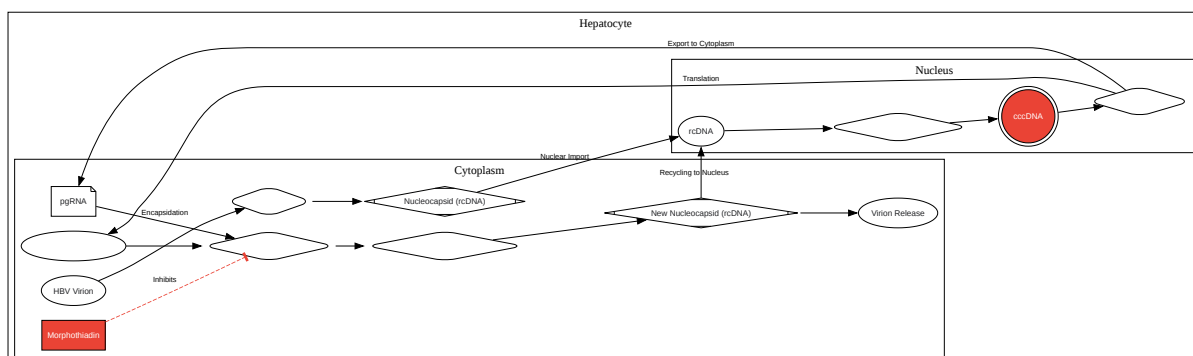 Hepatocyte
Export to Cytoplasm
Nucleus
Translation
cccDNA
rcDNA
Nuclear Import
Cytoplasm
Recycling to Nucleus
pgRNA
Nucleocapsid (rcDNA)
Encapsidation
New Nucleocapsid (rcDNA)
Virion Release
Inhibits
HBV Virion
Morphothiadin